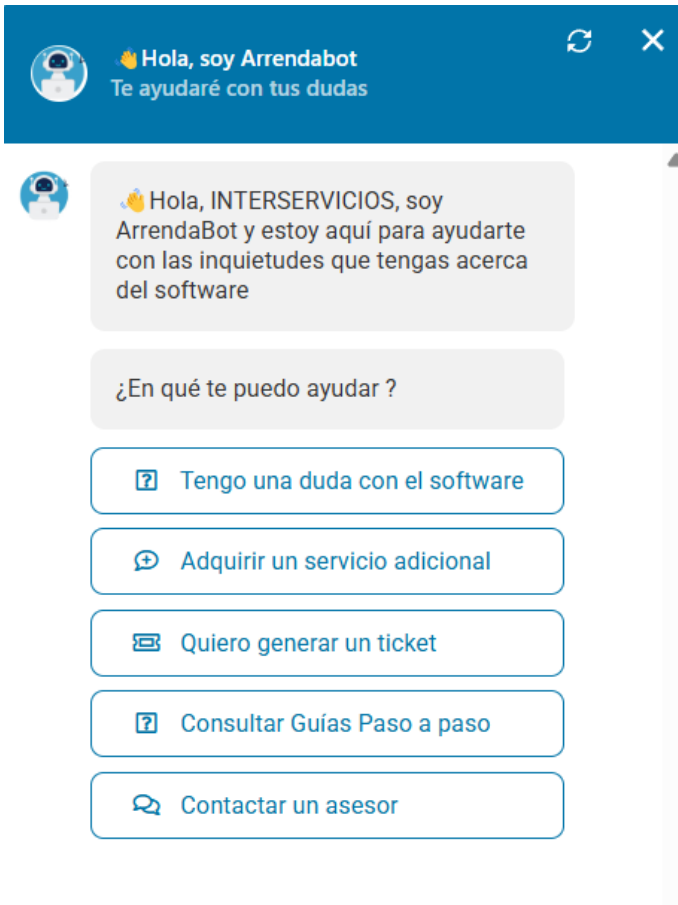 👋Hola, soy Arrendabot
Te ayudaré con tus dudas
👋Hola, INTERSERVICIOS, soy
ArrendaBot y estoy aquí para ayudarte
con las inquietudes que tengas acerca
del software
¿En qué te puedo ayudar ?
Tengo una duda con el software
Adquirir un servicio adicional
Quiero generar un ticket
Consultar Guías Paso a paso
Contactar un asesor